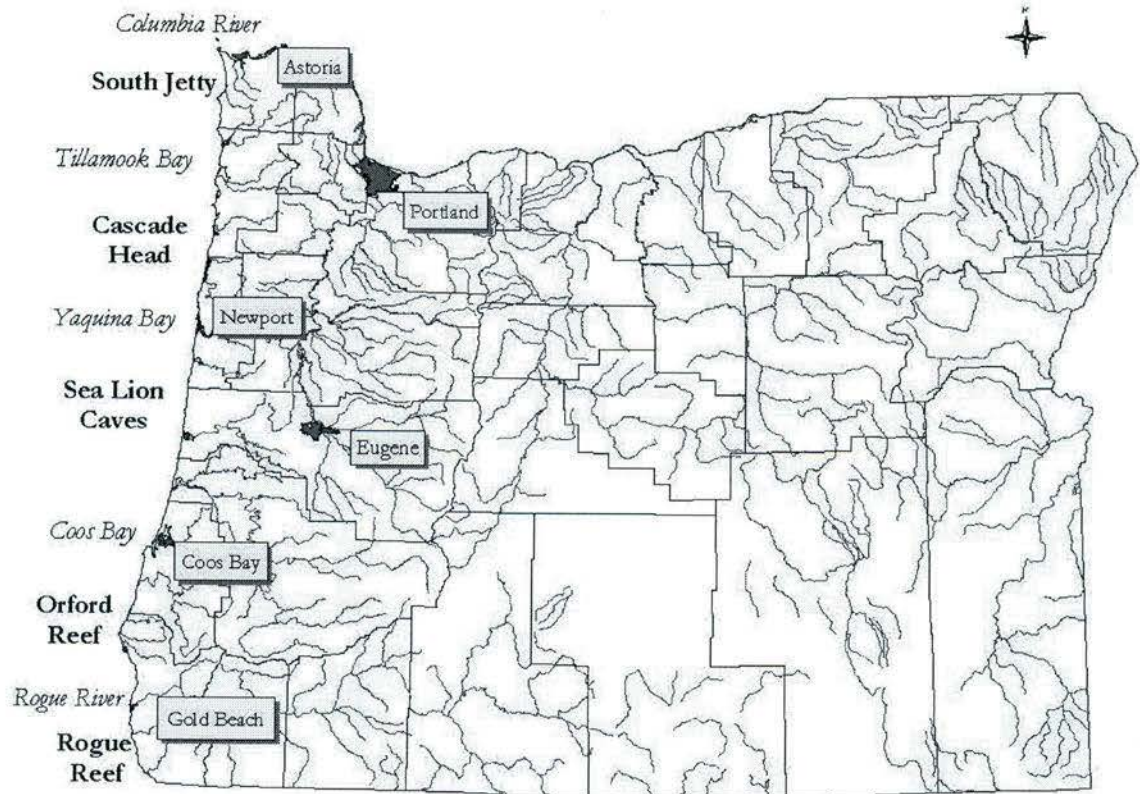 Columbia River
Astoria
South Jetty
Tillamook Bay
Portland
Cascade
Head
Newport
Yaquina Bay
Sea Lion
Caves
Eugene
Coos Bay
Coos Bay
Orford
Reef
Rogue River
Gold Beach
Rogue
Reef